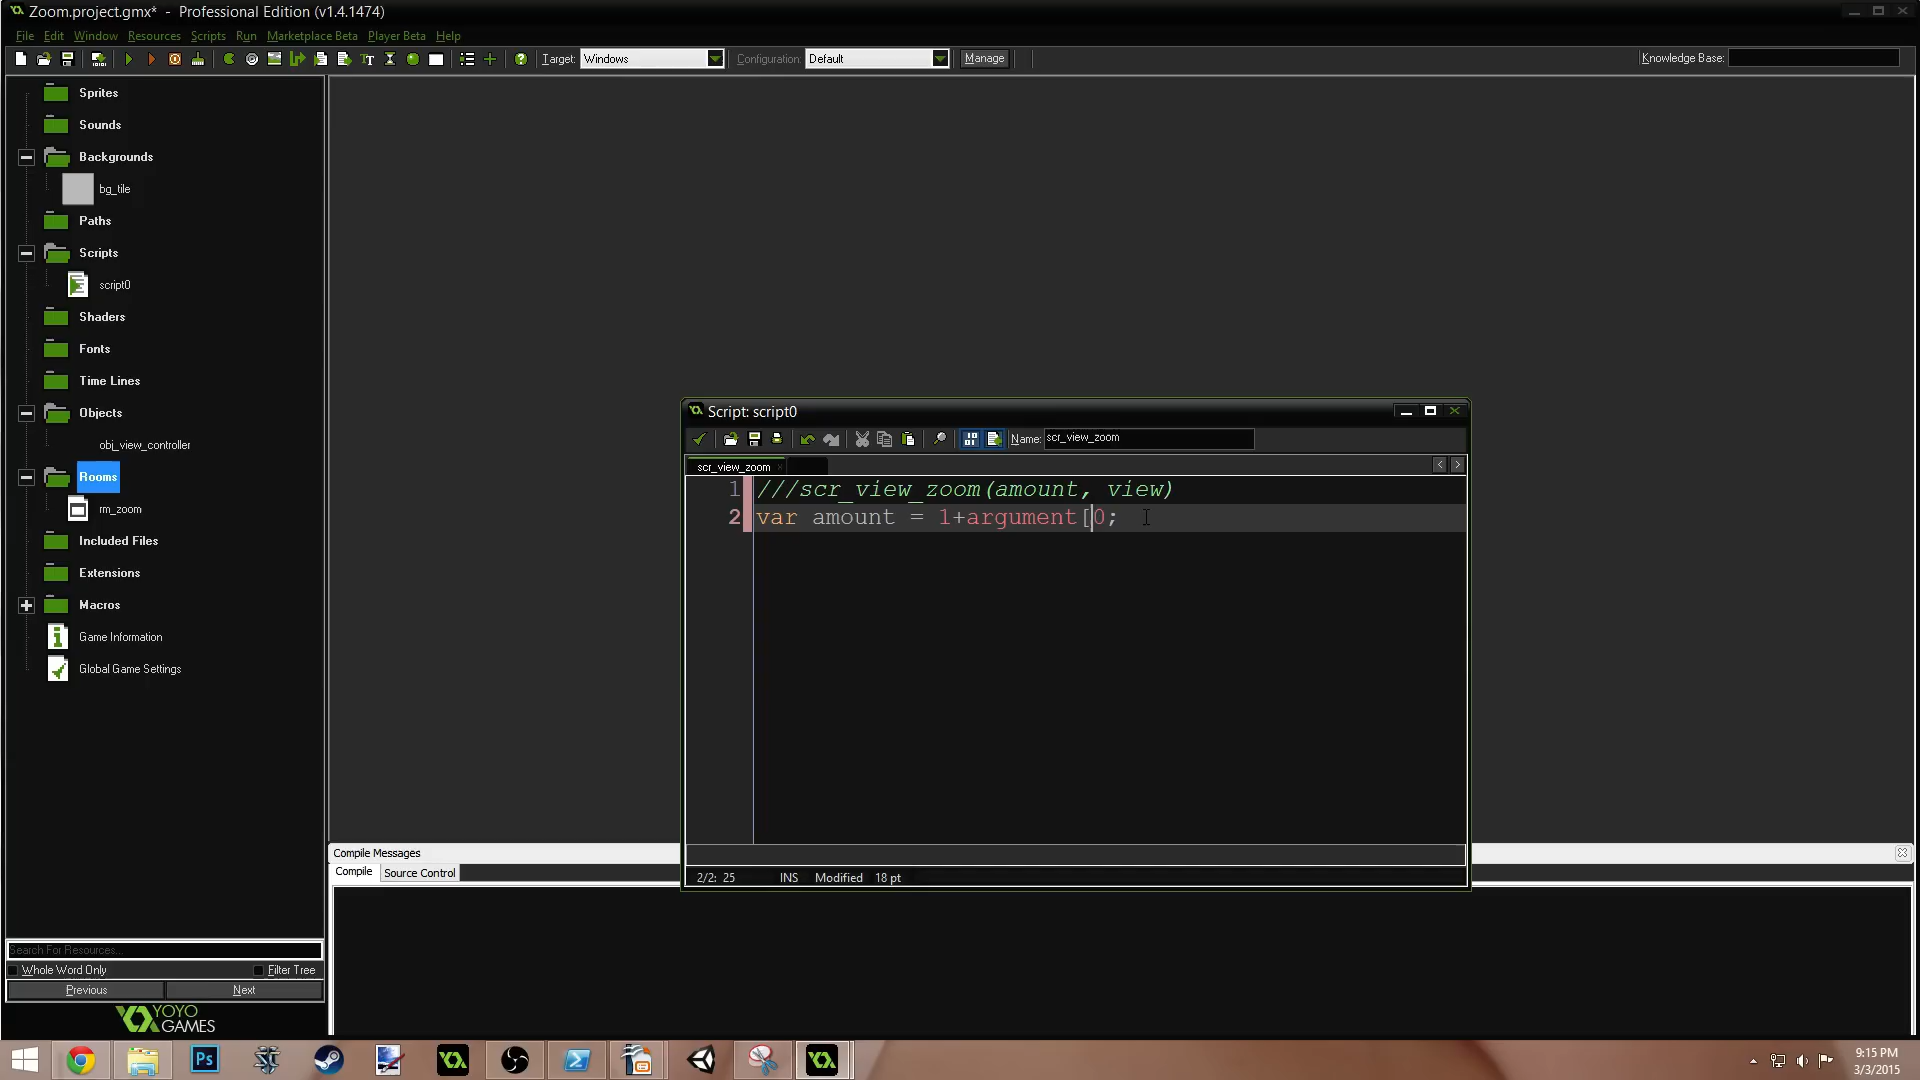 Zoom.project.gmx* - Professional Edition (v1.4.1474)
File Edit Window Resources Scripts Run Marketplace Beta Player Beta Help
Target: Windows Configuration: Default Manage Knowledge Base:
Sprites
Sounds
Backgrounds
bg_tile
Paths
Scripts
script0
Shaders
Fonts
Time Lines
Objects
obj_view_controller
Rooms
rm_zoom
Included Files
Extensions
Macros
Game Information
Global Game Settings
Script: script0
Name: scr_view_zoom
scr_view_zoom
1 ///scr_view_zoom(amount, view)
2 var amount = 1+argument[0;
2/2: 25 INS Modified 18 pt
Compile Messages
Compile Source Control
Search For Resources...
Whole Word Only Filter Tree
Previous Next
YOYO
GAMES
Ps
9:15 PM
3/3/2015